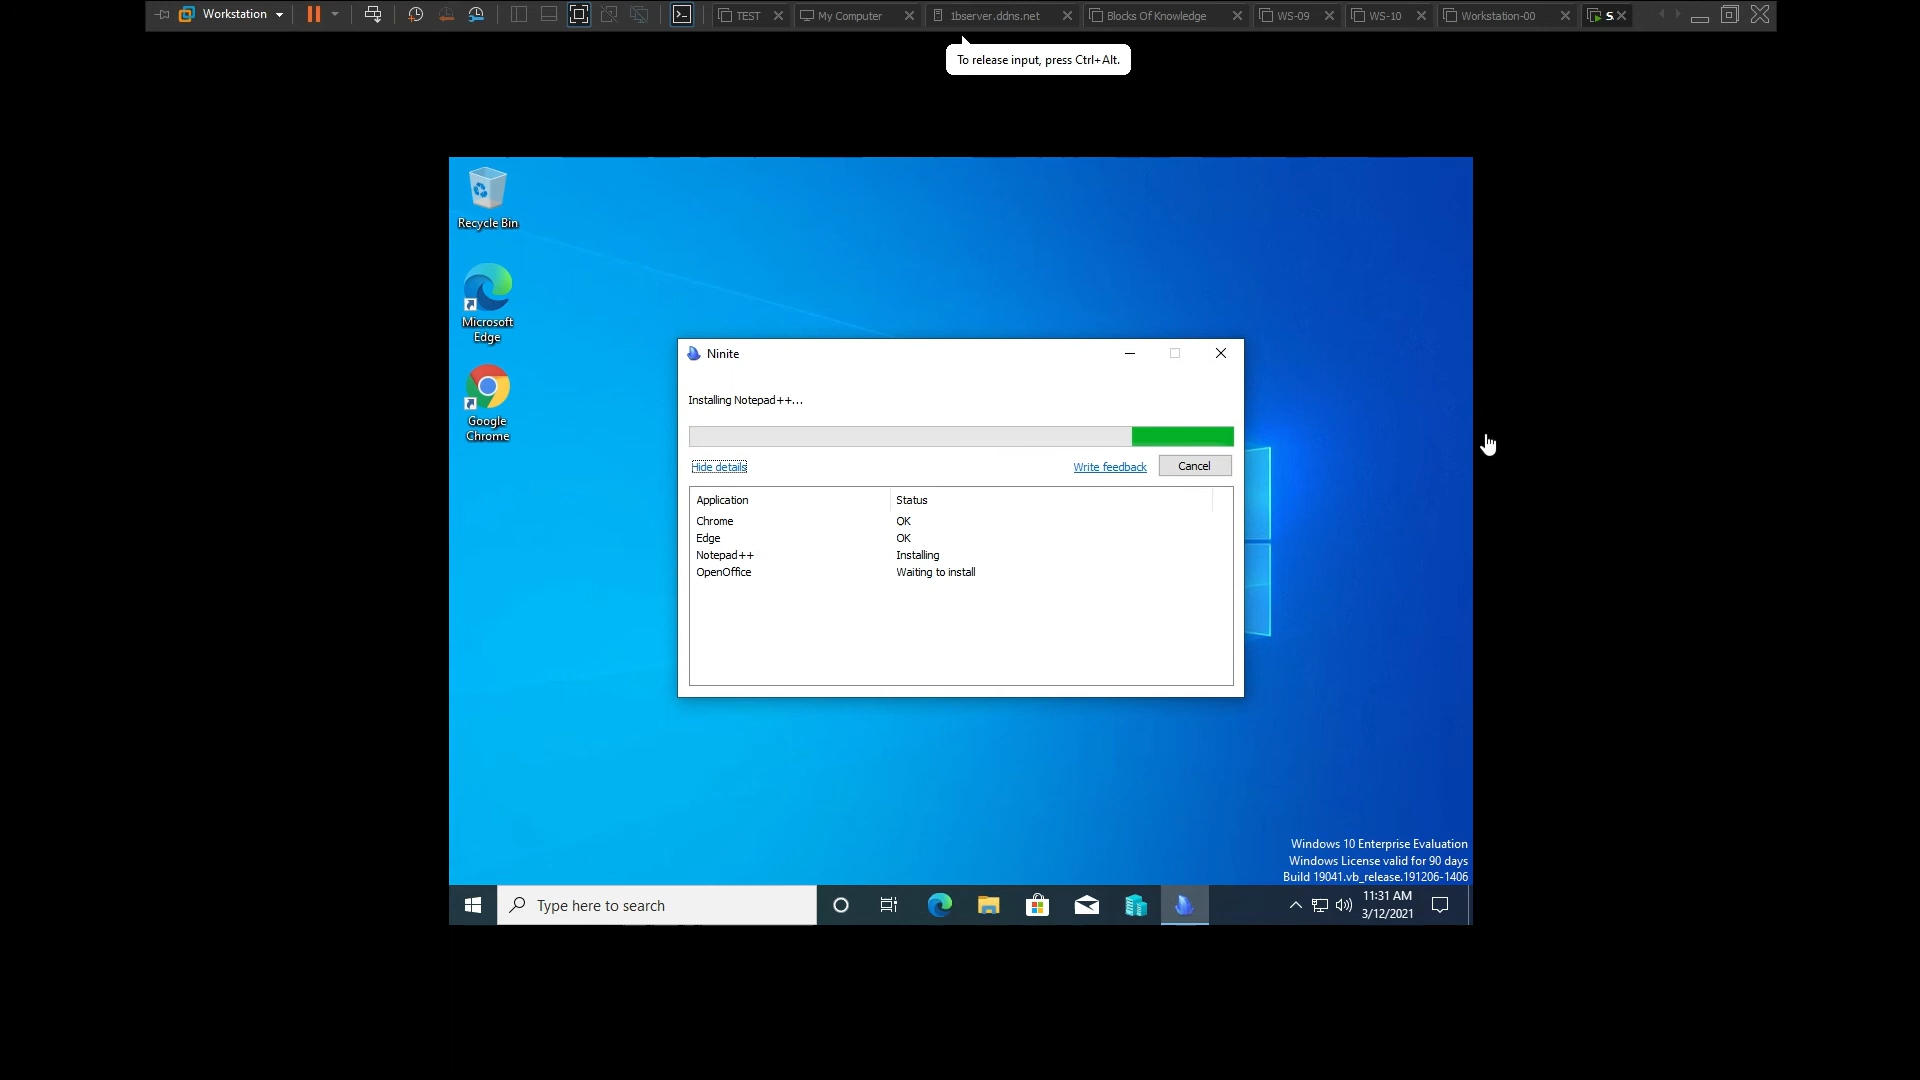 Workstation
TEST
My Computer
1bserver.ddns.net
Blocks Of Knowledge
WS-09
WS-10
Workstation-00
S
To release input, press Ctrl+Alt.
Recycle Bin
Microsoft
Edge
Google
Chrome
Ninite
Installing Notepad++...
Hide details
Write feedback
Cancel
Application Status
Chrome OK
Edge OK
Notepad++ Installing
OpenOffice Waiting to install
Windows 10 Enterprise Evaluation
Windows License valid for 90 days
Build 19041.vb_release.191206-1406
Type here to search
11:31 AM
3/12/2021